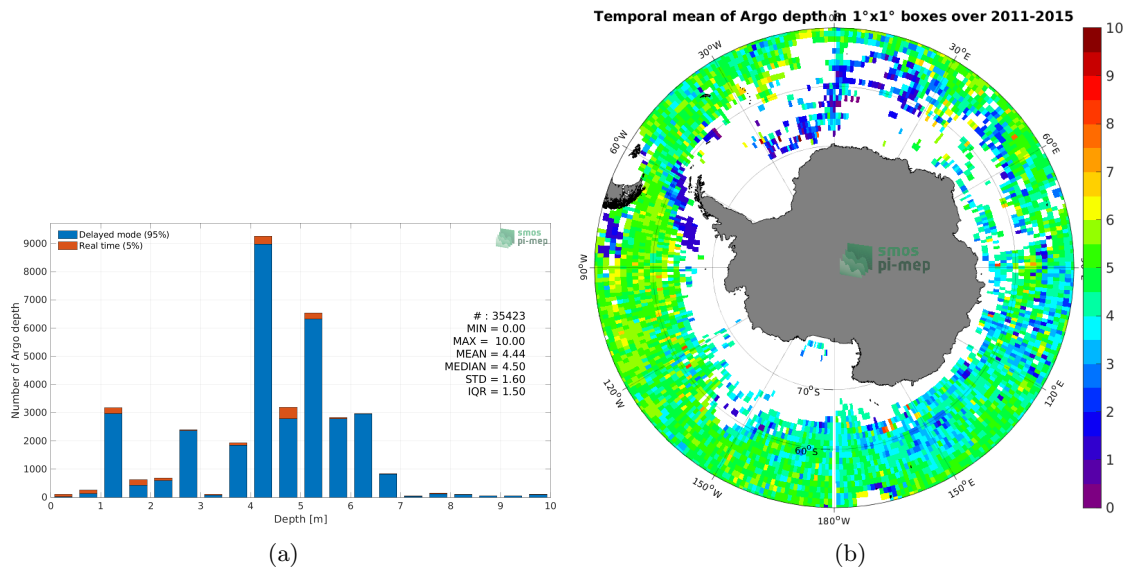 Temporal mean of Argo depth in 1°x1° boxes over 2011-2015
Delayed mode (95%)
Real time (5%)
smos
pi-mep
# : 35423
MIN = 0.00
MAX = 10.00
MEAN = 4.44
MEDIAN = 4.50
STD = 1.60
IQR = 1.50
Number of Argo depth
9000
8000
7000
6000
5000
4000
3000
2000
1000
0
0 1 2 3 4 5 6 7 8 9 10
Depth [m]
(a)
30°W
30°E
60°W
60°E
90°W
120°W
120°E
150°W
150°E
180°W
70°S
60°S
smos
pi-mep
10
9
8
7
6
5
4
3
2
1
0
(b)